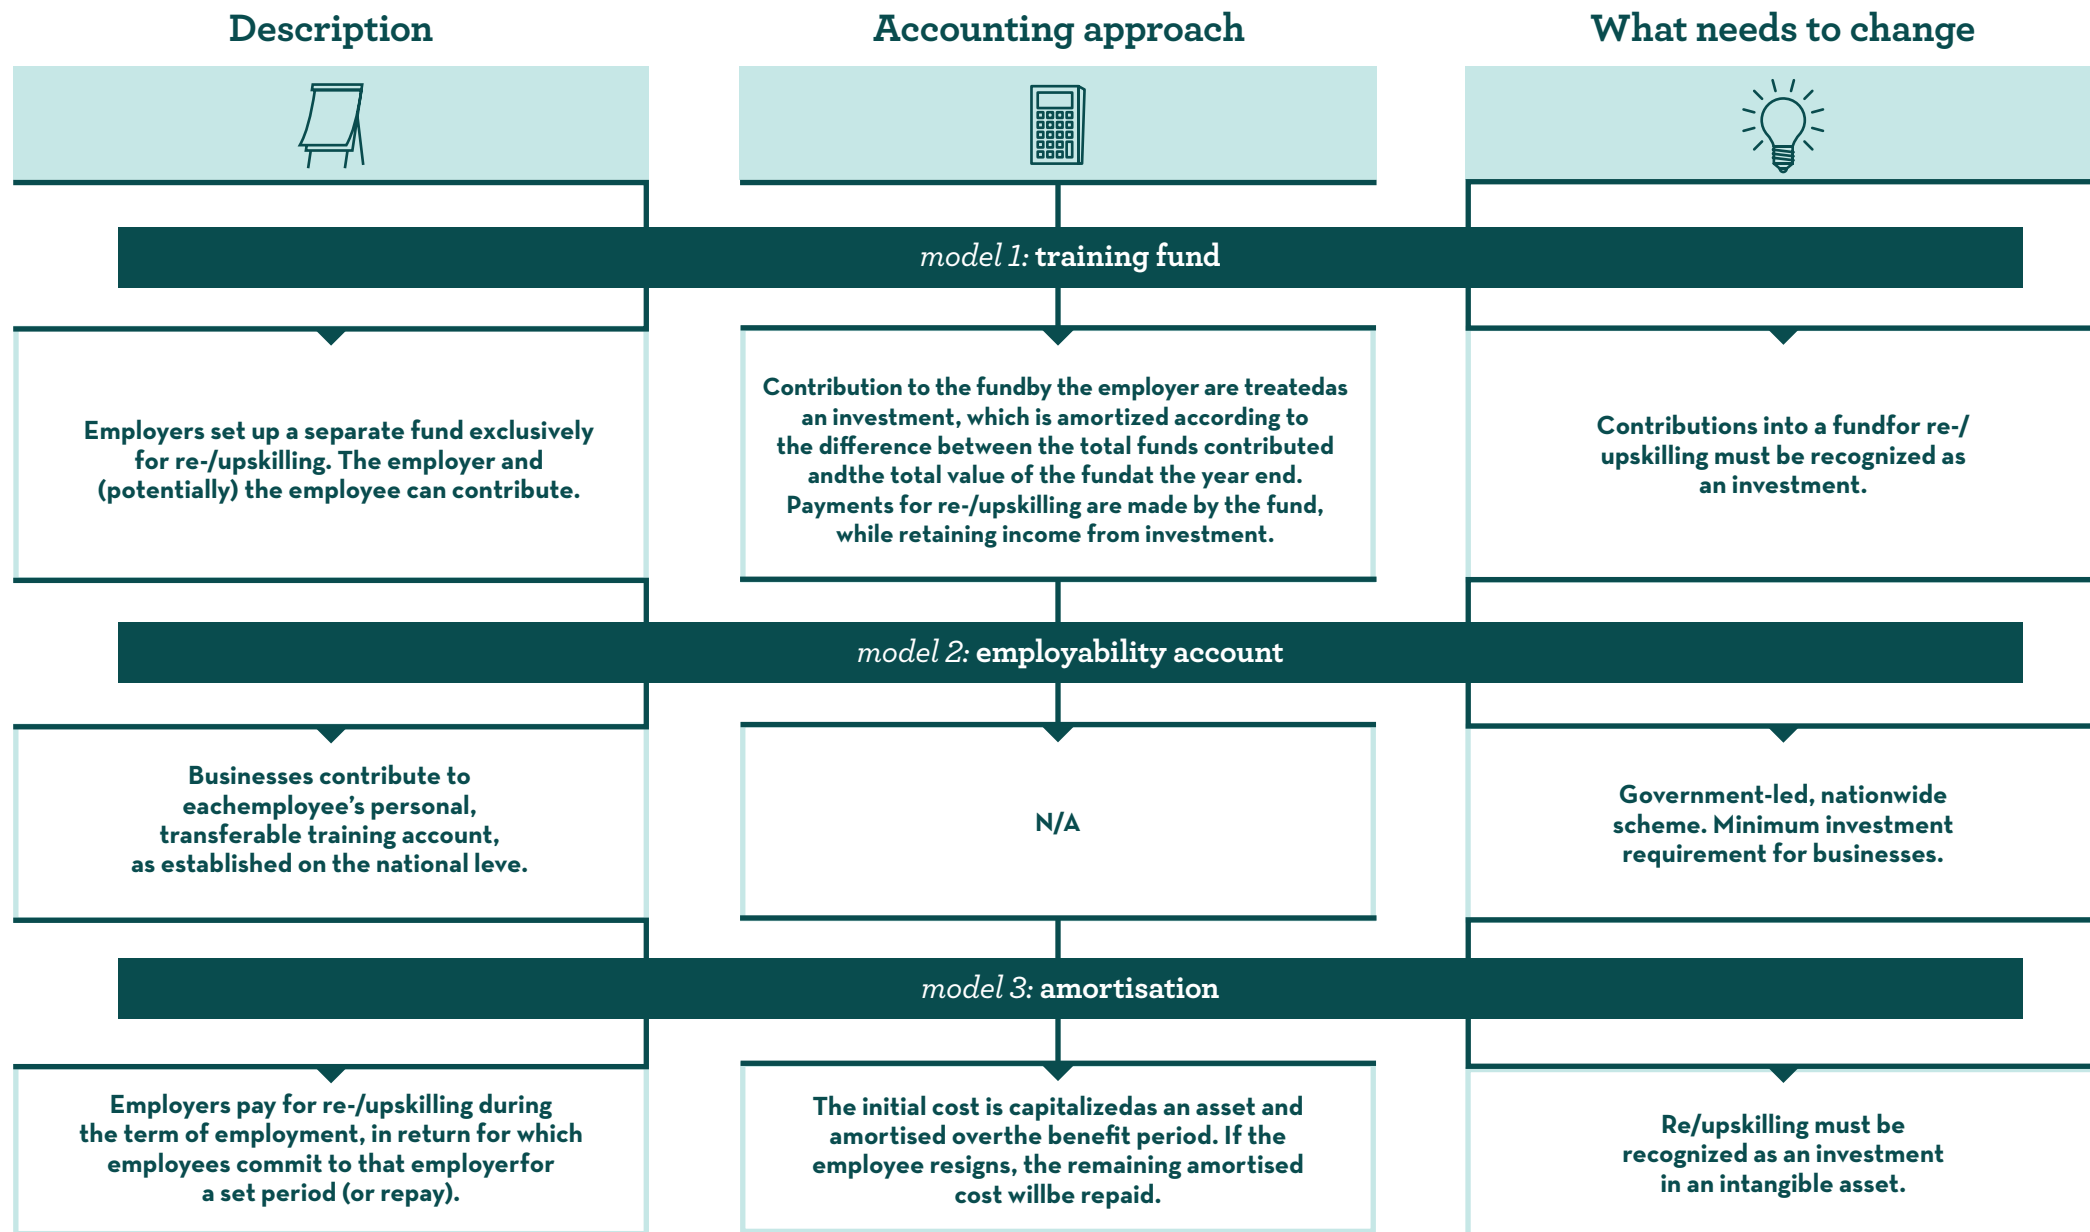 Description
Accounting approach
What needs to change
model 1: training fund
Employers set up a separate fund exclusively
for re-/upskilling. The employer and
(potentially) the employee can contribute.
Contribution to the fundby the employer are treatedas
an investment, which is amortized according to
the difference between the total funds contributed
andthe total value of the fundat the year end.
Payments for re-/upskilling are made by the fund,
while retaining income from investment.
Contributions into a fundfor re-/
upskilling must be recognized as
an investment.
model 2: employability account
Businesses contribute to
eachemployee’s personal,
transferable training account,
as established on the national leve.
N/A
Government-led, nationwide
scheme. Minimum investment
requirement for businesses.
model 3: amortisation
Employers pay for re-/upskilling during
the term of employment, in return for which
employees commit to that employerfor
a set period (or repay).
The initial cost is capitalizedas an asset and
amortised overthe benefit period. If the
employee resigns, the remaining amortised
cost willbe repaid.
Re/upskilling must be
recognized as an investment
in an intangible asset.